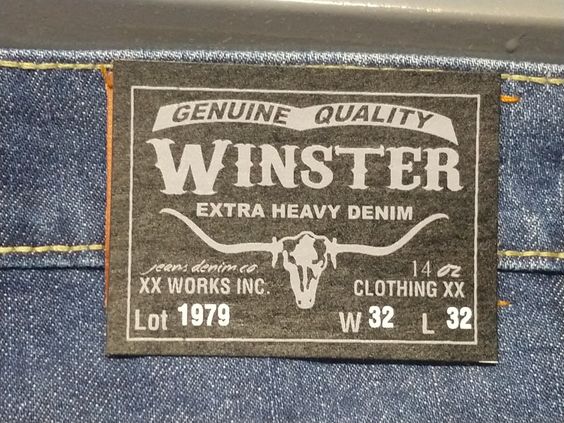 GENUINE QUALITY
WINSTER
EXTRA HEAVY DENIM
jeans denim.co
14 oz
XX WORKS INC.
CLOTHING XX
Lot 1979
W 32 L 32